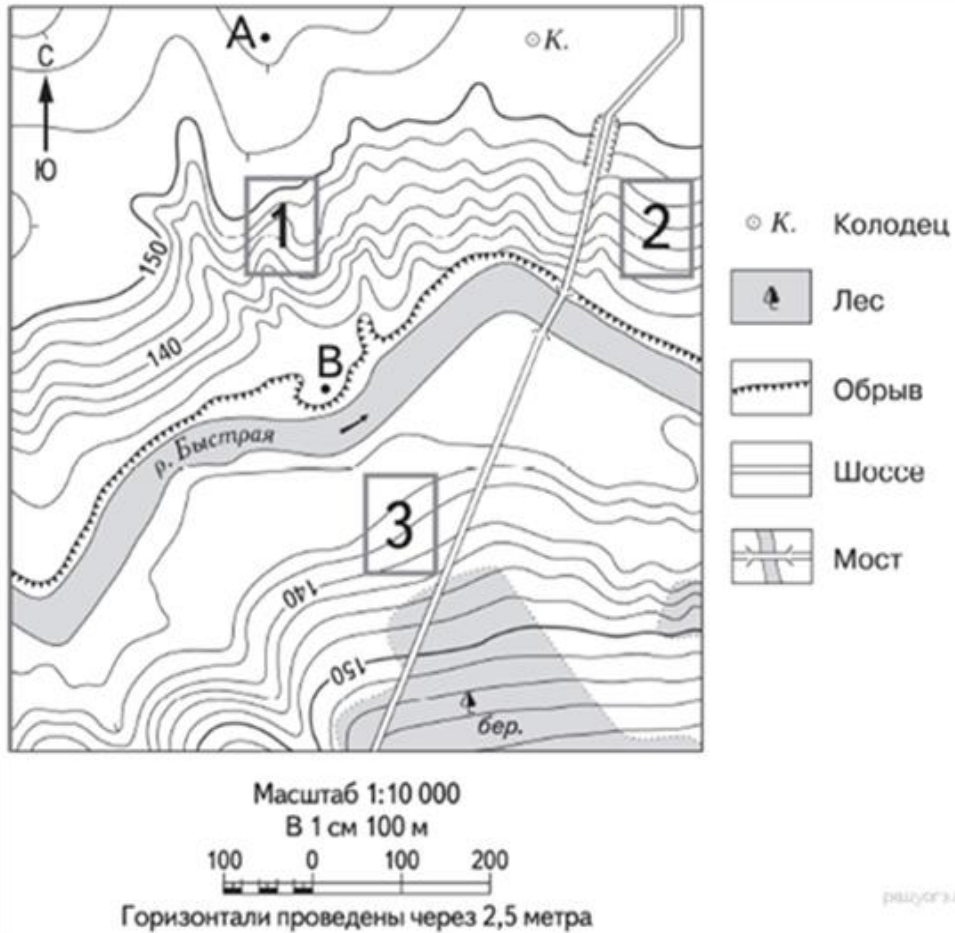 С
Ю
А
К.
1
2
150
140
В
р. Быстрая
3
140
150
бер.
К. Колодец
Лес
Обрыв
Шоссе
Мост
Масштаб 1:10 000
В 1 см 100 м
100 0 100 200
Горизонтали проведены через 2,5 метра